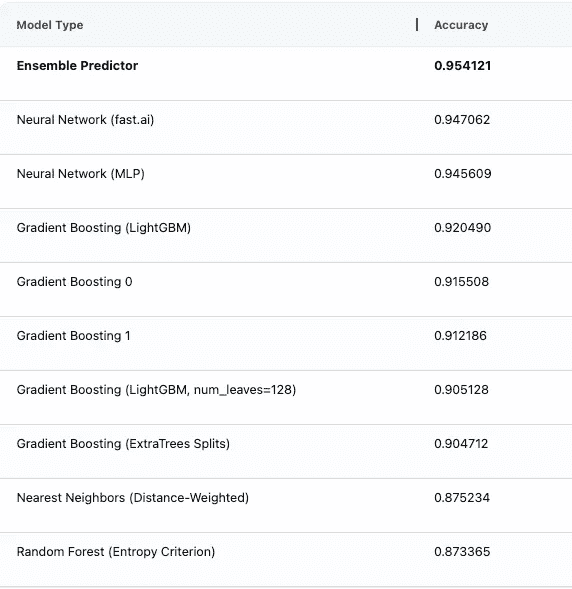 Model Type | Accuracy
Ensemble Predictor 0.954121
Neural Network (fast.ai) 0.947062
Neural Network (MLP) 0.945609
Gradient Boosting (LightGBM) 0.920490
Gradient Boosting 0 0.915508
Gradient Boosting 1 0.912186
Gradient Boosting (LightGBM, num_leaves=128) 0.905128
Gradient Boosting (ExtraTrees Splits) 0.904712
Nearest Neighbors (Distance-Weighted) 0.875234
Random Forest (Entropy Criterion) 0.873365